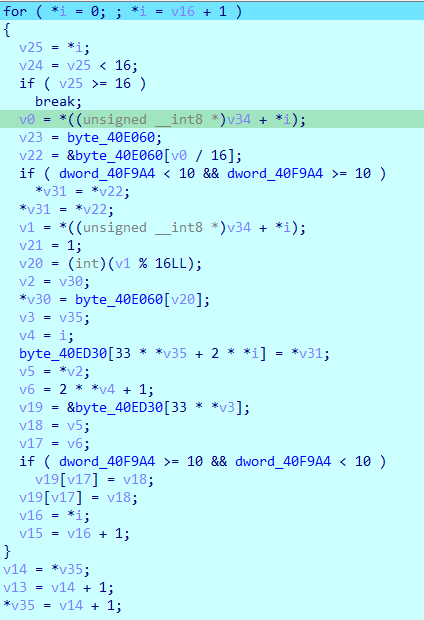 for ( *i = 0; ; *i = v16 + 1 )
{
  v25 = *i;
  v24 = v25 < 16;
  if ( v25 >= 16 )
    break;
  v0 = *((unsigned __int8 *)v34 + *i);
  v23 = byte_40E060;
  v22 = &byte_40E060[v0 / 16];
  if ( dword_40F9A4 < 10 && dword_40F9A4 >= 10 )
    *v31 = *v22;
  *v31 = *v22;
  v1 = *((unsigned __int8 *)v34 + *i);
  v21 = 1;
  v20 = (int)(v1 % 16LL);
  v2 = v30;
  *v30 = byte_40E060[v20];
  v3 = v35;
  v4 = i;
  byte_40ED30[33 * *v35 + 2 * *i] = *v31;
  v5 = *v2;
  v6 = 2 * *v4 + 1;
  v19 = &byte_40ED30[33 * *v3];
  v18 = v5;
  v17 = v6;
  if ( dword_40F9A4 >= 10 && dword_40F9A4 < 10 )
    v19[v17] = v18;
  v19[v17] = v18;
  v16 = *i;
  v15 = v16 + 1;
}
v14 = *v35;
v13 = v14 + 1;
*v35 = v14 + 1;